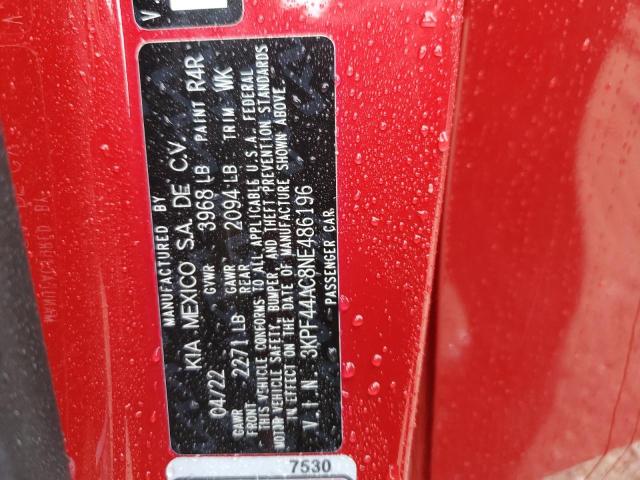 MANUFACTURED BY
KIA MEXICO S.A. DE C.V.
04/22 GVWR 3968 LB PAINT R4R
GAWR FRONT 2271 LB GAWR REAR 2094 LB TRIM WK
THIS VEHICLE CONFORMS TO ALL APPLICABLE U.S.A. FEDERAL
MOTOR VEHICLE SAFETY, BUMPER, AND THEFT PREVENTION STANDARDS
IN EFFECT ON THE DATE OF MANUFACTURE SHOWN ABOVE.
V.I.N. 3KPF44AC8NE486196
PASSENGER CAR
7530